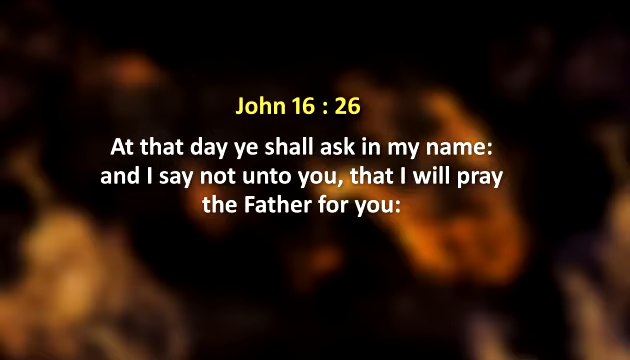 John 16 : 26
At that day ye shall ask in my name:
and I say not unto you, that I will pray
the Father for you: